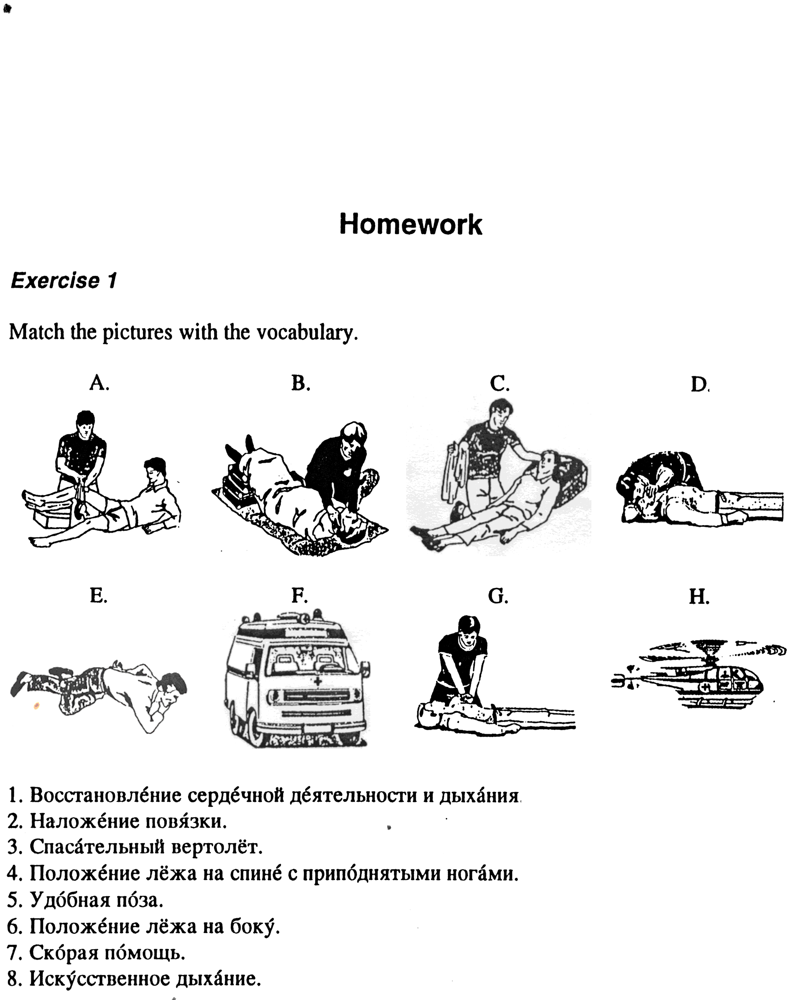 Homework
Exercise 1
Match the pictures with the vocabulary.
A. B. C. D.
E. F. G. H.
1. Восстановле́ние серде́чной де́ятельности и дыха́ния.
2. Наложе́ние повя́зки.
3. Спаса́тельный вертолёт.
4. Положе́ние лёжа на спине́ с припо́днятыми нога́ми.
5. Удо́бная по́за.
6. Положе́ние лёжа на боку́.
7. Ско́рая по́мощь.
8. Иску́сственное дыха́ние.